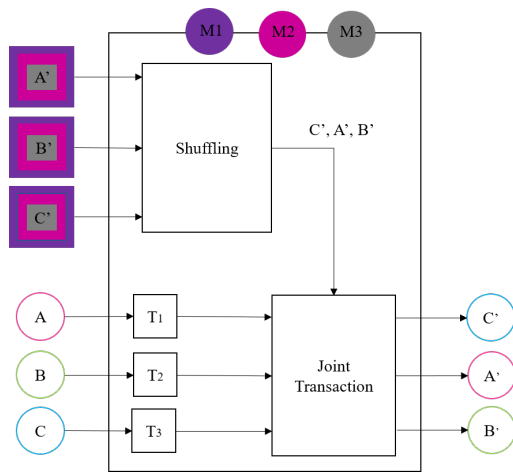 M1
M2
M3
A’
B’
C’
Shuffling
C’, A’, B’
A
T1
B
T2
C
T3
Joint
Transaction
C’
A’
B’